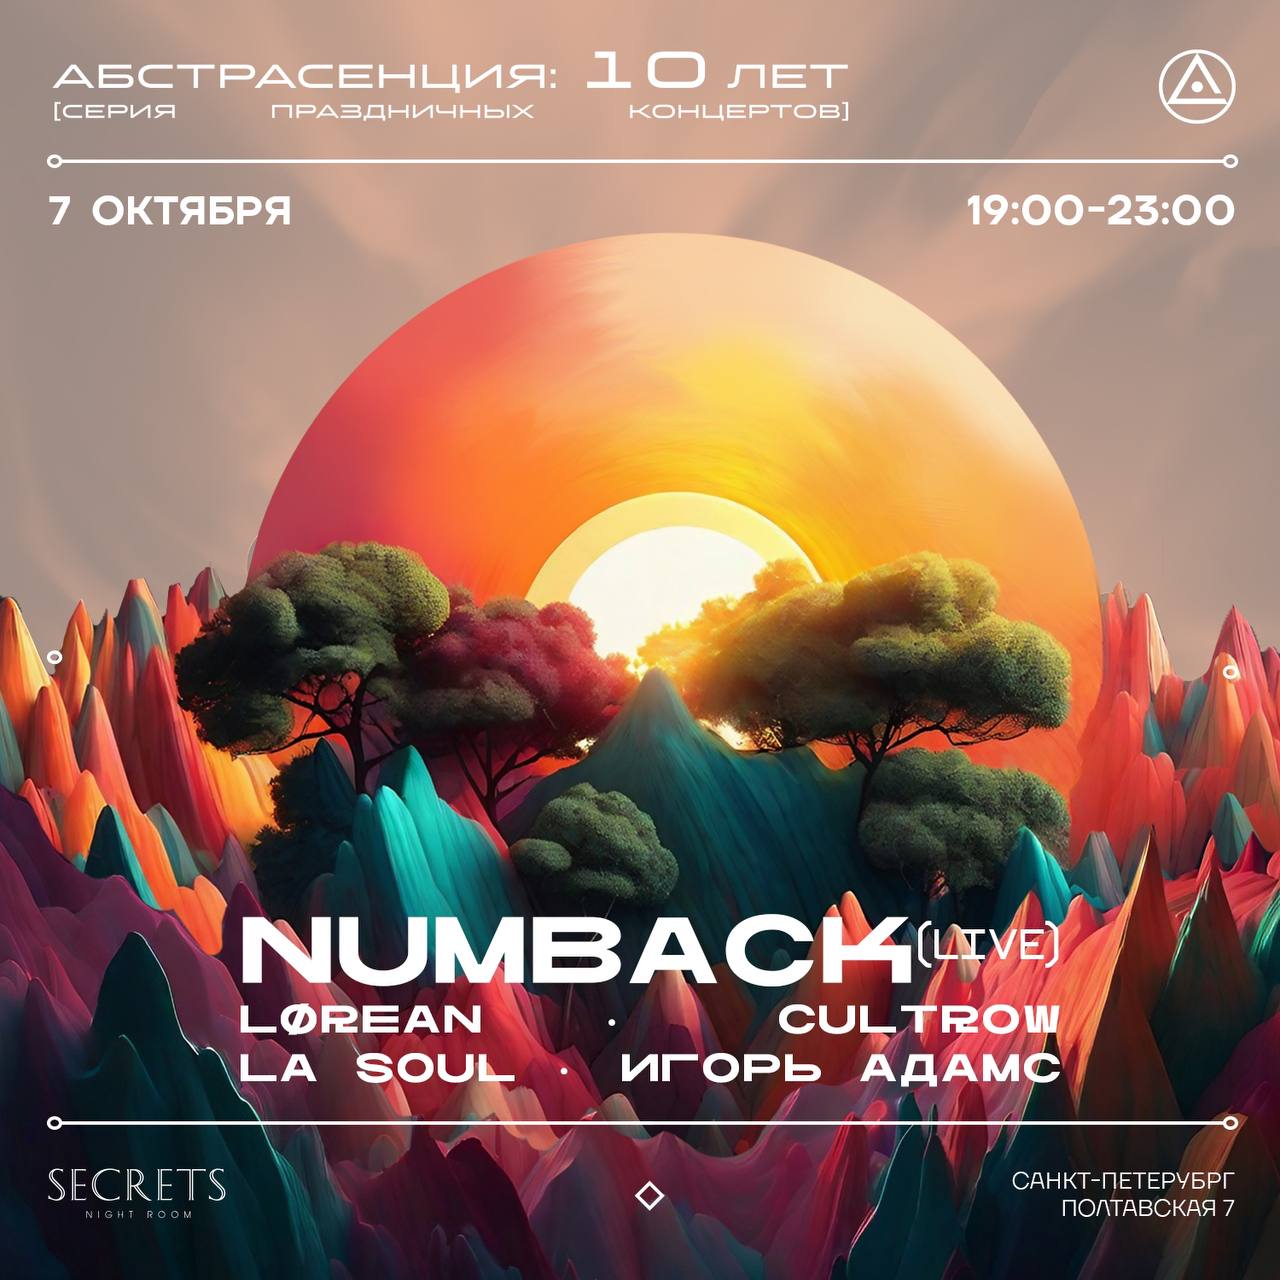 АБСТРАСЕНЦИЯ: 10 ЛЕТ
[СЕРИЯ ПРАЗДНИЧНЫХ КОНЦЕРТОВ]
7 ОКТЯБРЯ
19:00-23:00
NUMBACK (LIVE)
LØREAN · CULTROW
LA SOUL · ИГОРЬ АДАМС
SECRETS
NIGHT ROOM
САНКТ-ПЕТЕРУБРГ
ПОЛТАВСКАЯ 7